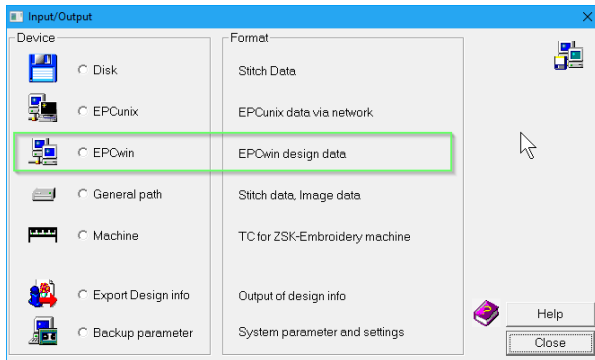 Input/Output
Device Format
Disk Stitch Data
EPCunix EPCunix data via network
EPCwin EPCwin design data
General path Stitch data, Image data
Machine TC for ZSK-Embroidery machine
Export Design info Output of design info
Backup parameter System parameter and settings
Help
Close